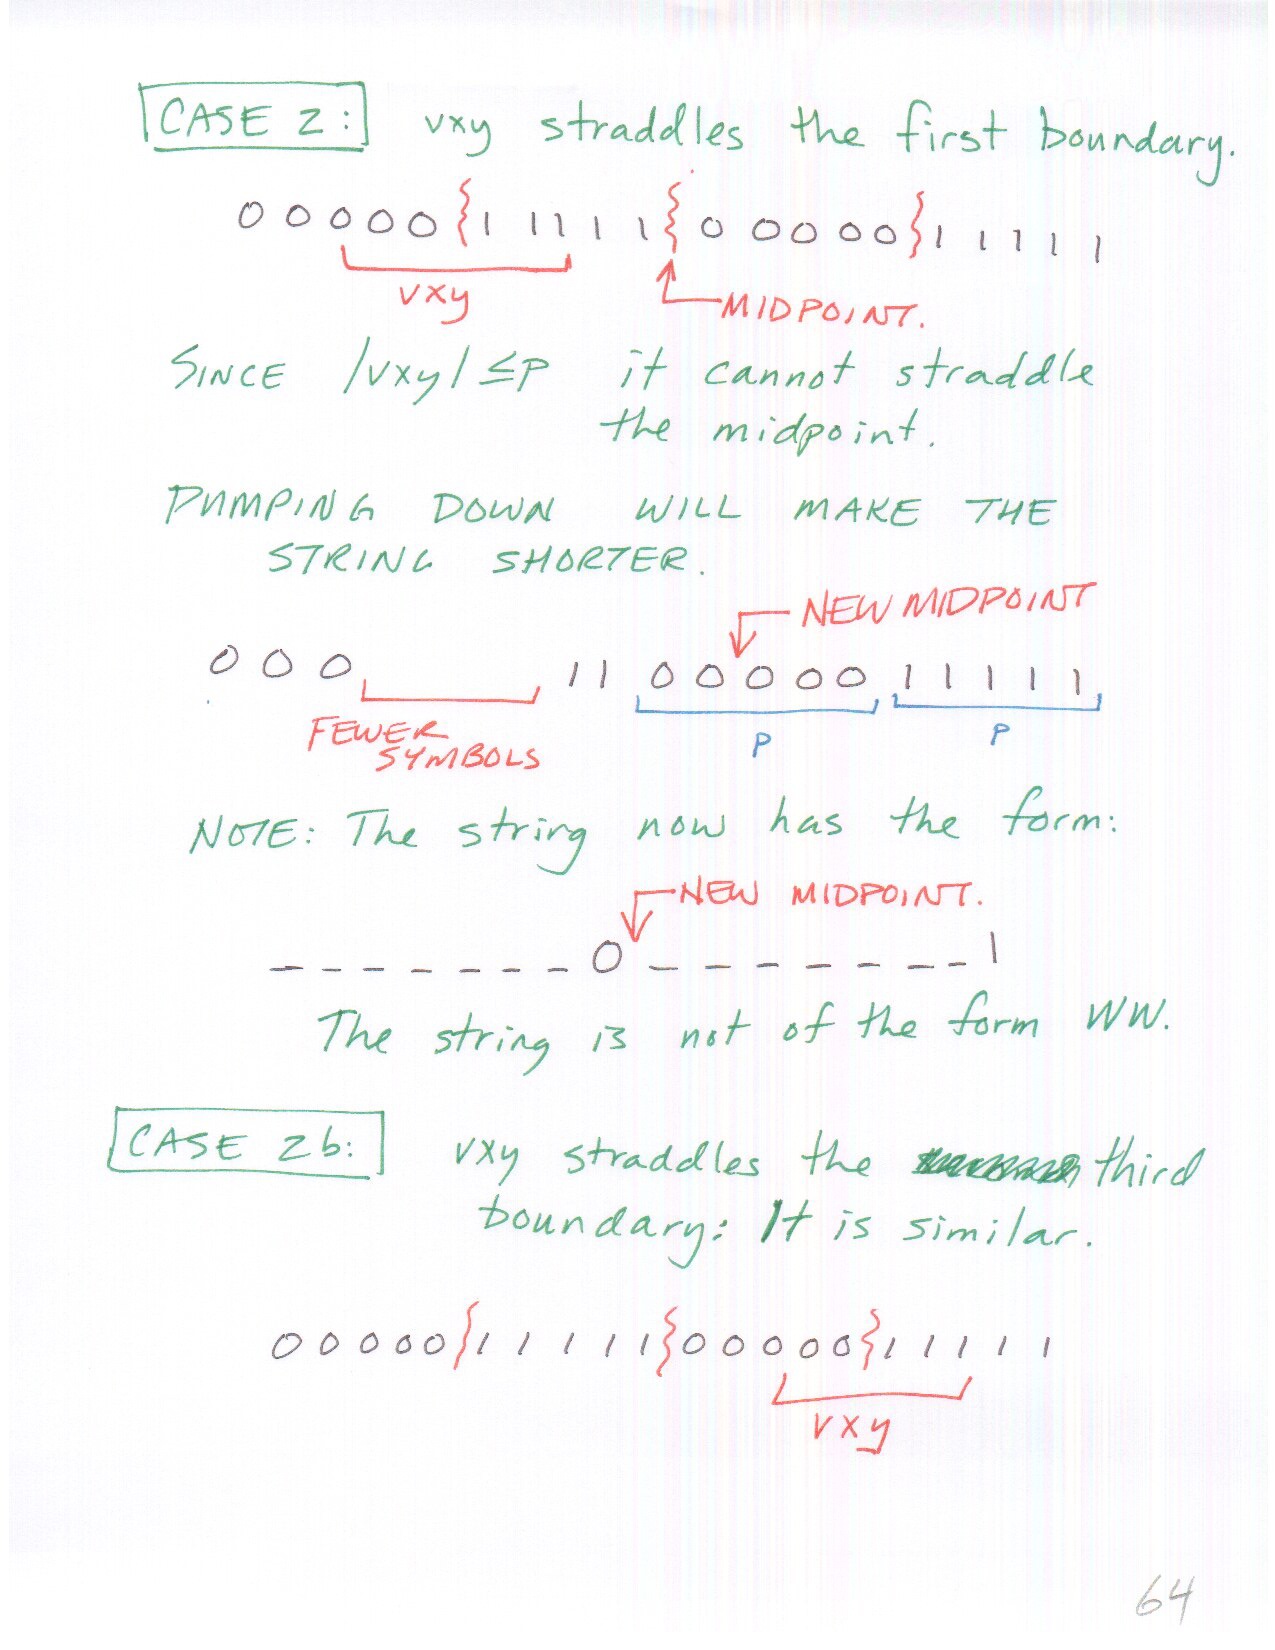 CASE 2: vxy straddles the first boundary.
0 0 0 0 0 { 1 1 1 1 1 { 0 0 0 0 0 { 1 1 1 1 1
vxy
MIDPOINT.
SINCE |vxy| ≤ P it cannot straddle
the midpoint.
PUMPING DOWN WILL MAKE THE
STRING SHORTER.
NEW MIDPOINT
0 0 0 1 1 0 0 0 0 0 1 1 1 1 1
FEWER
SYMBOLS
P P
NOTE: The string now has the form:
NEW MIDPOINT.
_ _ _ _ _ _ _ 0 _ _ _ _ _ _ _ 1
The string is not of the form WW.
CASE 2b: vxy straddles the third
boundary: It is similar.
0 0 0 0 0 { 1 1 1 1 1 { 0 0 0 0 0 { 1 1 1 1 1
vxy
64